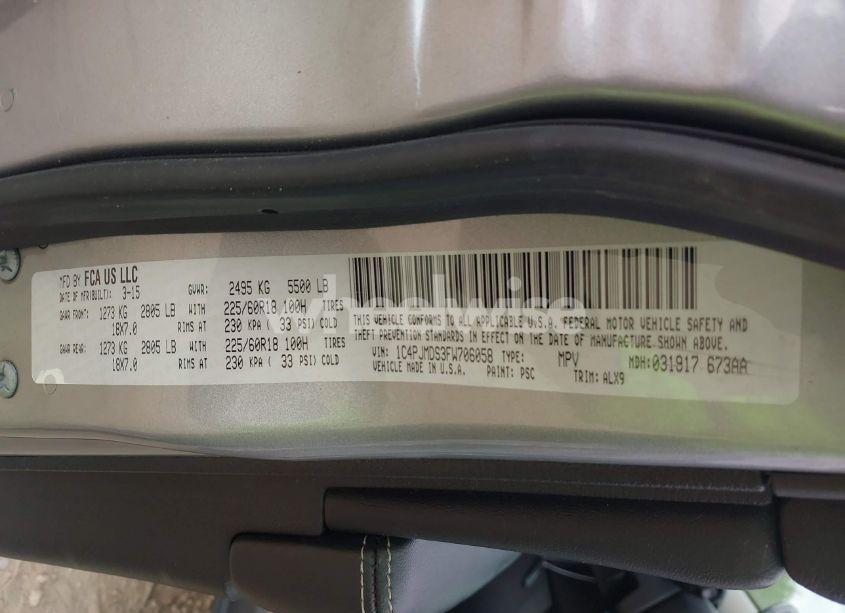 MFD BY FCA US LLC
DATE OF MFR(BUILT): 3-15 GVWR: 2495 KG 5500 LB
GAWR FRONT: 1273 KG 2805 LB WITH 225/60R18 100H TIRES
18X7.0 RIMS AT 230 KPA ( 33 PSI) COLD
GAWR REAR: 1273 KG 2805 LB WITH 225/60R18 100H TIRES
18X7.0 RIMS AT 230 KPA ( 33 PSI) COLD
THIS VEHICLE CONFORMS TO ALL APPLICABLE U.S.A. FEDERAL MOTOR VEHICLE SAFETY AND
THEFT PREVENTION STANDARDS IN EFFECT ON THE DATE OF MANUFACTURE SHOWN ABOVE.
VIN: 1C4PJMDS3FW706058 TYPE: MPV MDH: 031917 673AA
VEHICLE MADE IN U.S.A. PAINT: PSC TRIM: ALX9
wheelwise